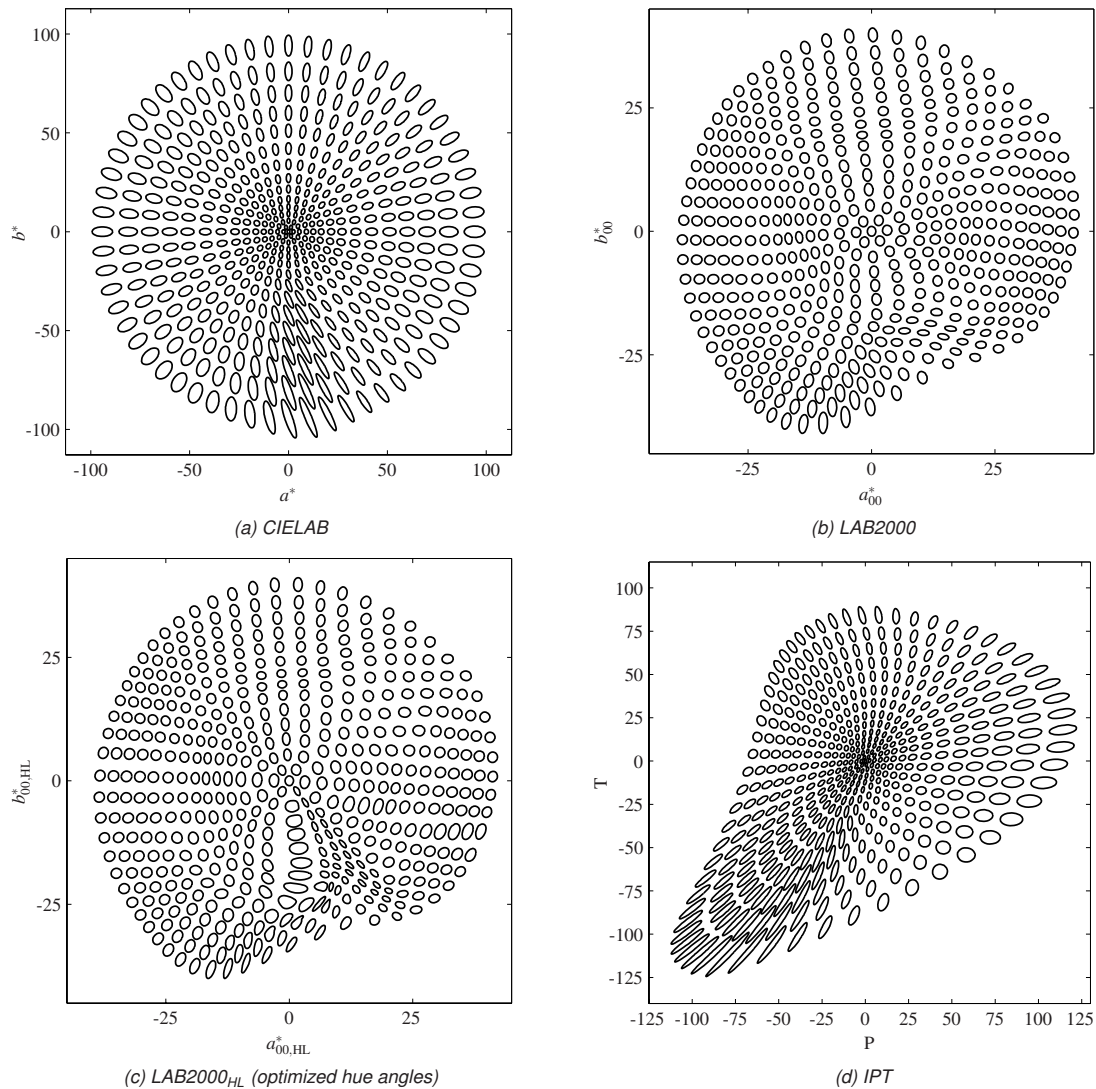 100
50
0
-50
-100
b*
-100 -50 0 50 100
a*
(a) CIELAB
25
0
-25
b*00
-25 0 25
a*00
(b) LAB2000
25
0
-25
b*00,HL
-25 0 25
a*00,HL
(c) LAB2000HL (optimized hue angles)
100
75
50
25
0
-25
-50
-75
-100
-125
T
-125 -100 -75 -50 -25 0 25 50 75 100 125
P
(d) IPT